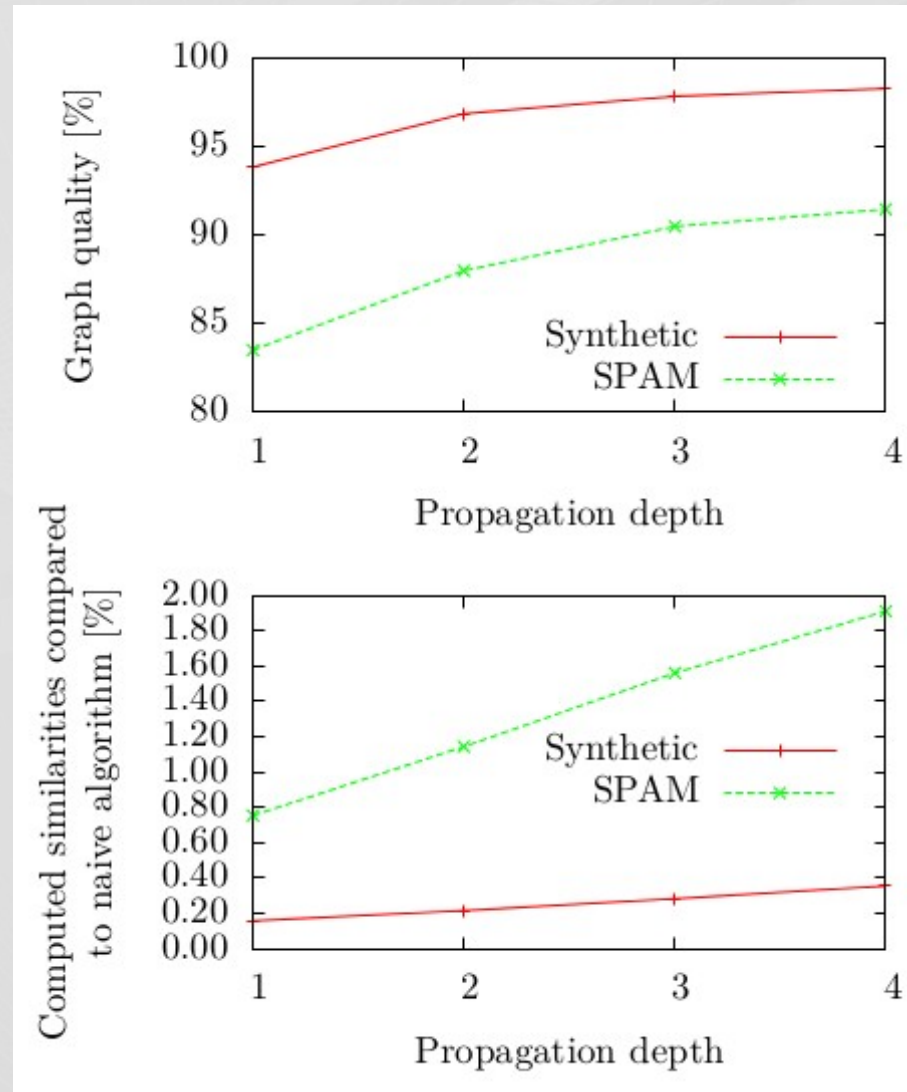 Graph quality [%]
100
95
90
85
80
Synthetic
SPAM
1 2 3 4
Propagation depth
Computed similarities compared
to naive algorithm [%]
2.00
1.80
1.60
1.40
1.20
1.00
0.80
0.60
0.40
0.20
0.00
Synthetic
SPAM
1 2 3 4
Propagation depth